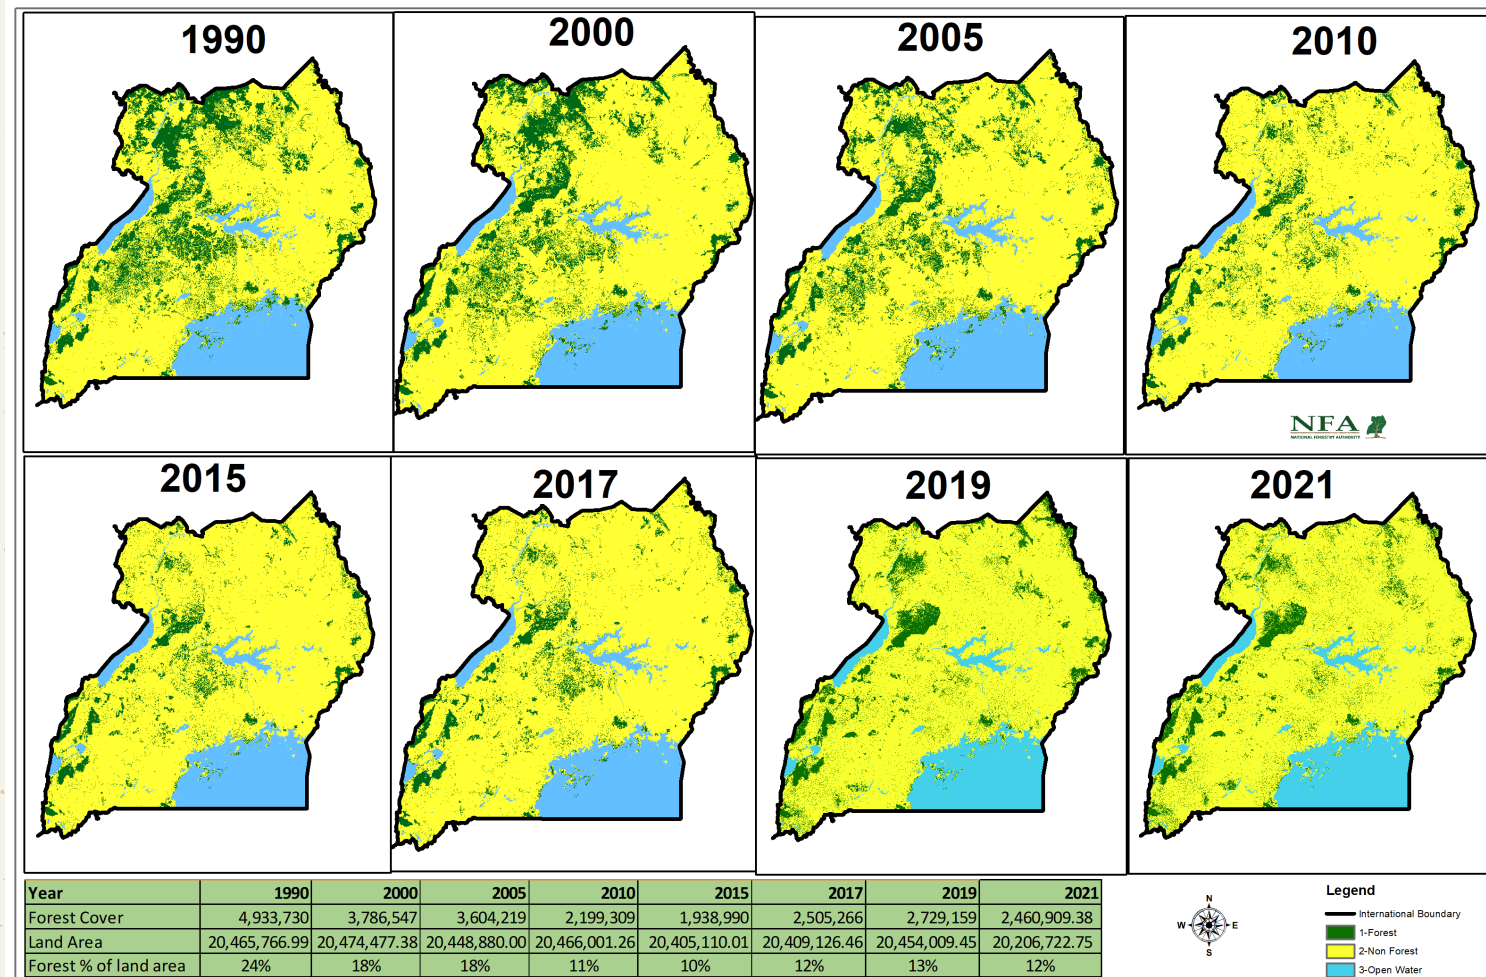 1990
2000
2005
2010
NFA
NATIONAL FORESTRY AUTHORITY
2015
2017
2019
2021
Year 1990 2000 2005 2010 2015 2017 2019 2021
Forest Cover 4,933,730 3,786,547 3,604,219 2,199,309 1,938,990 2,505,266 2,729,159 2,460,909.38
Land Area 20,465,766.99 20,474,477.38 20,448,880.00 20,466,001.26 20,405,110.01 20,409,126.46 20,454,009.45 20,206,722.75
Forest % of land area 24% 18% 18% 11% 10% 12% 13% 12%
N
W E
S
Legend
International Boundary
1-Forest
2-Non Forest
3-Open Water